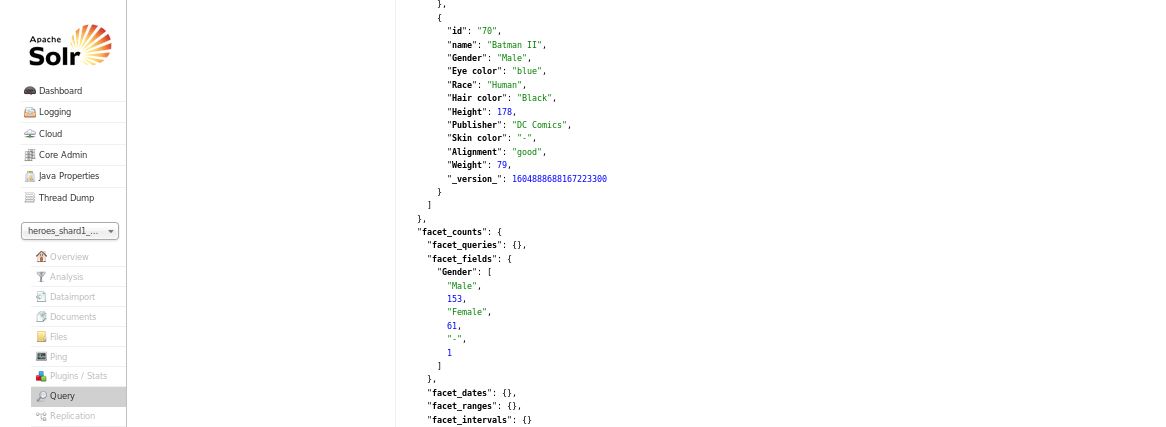 Apache
Solr
Dashboard
Logging
Cloud
Core Admin
Java Properties
Thread Dump
heroes_shard1_...
Overview
Analysis
Dataimport
Documents
Files
Ping
Plugins / Stats
Query
Replication
},
{
"id": "70",
"name": "Batman II",
"Gender": "Male",
"Eye color": "blue",
"Race": "Human",
"Hair color": "Black",
"Height": 178,
"Publisher": "DC Comics",
"Skin color": "-",
"Alignment": "good",
"Weight": 79,
"_version_": 1604888688167223300
}
]
},
"facet_counts": {
"facet_queries": {},
"facet_fields": {
"Gender": [
"Male",
153,
"Female",
61,
"-",
1
]
},
"facet_dates": {},
"facet_ranges": {},
"facet_intervals": {}